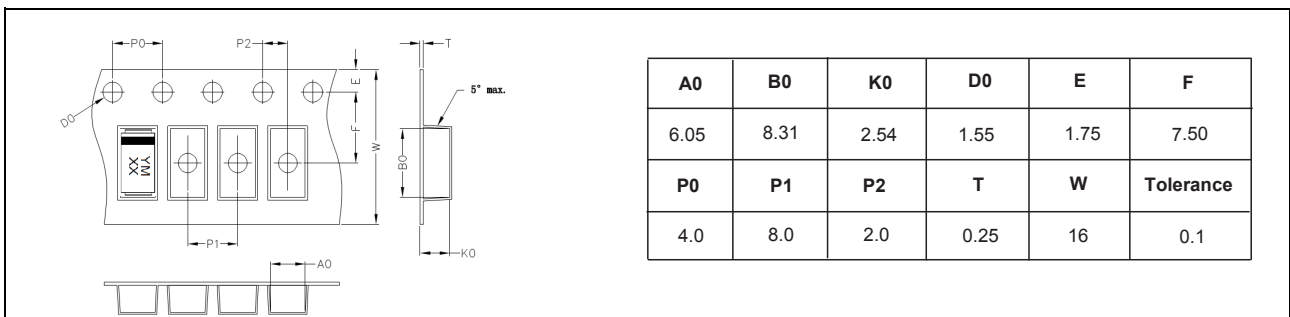 P0
P2
T
E
5° max.
D0
F
W
B0
YM
XX
P1
K0
A0
A0 B0 K0 D0 E F
6.05 8.31 2.54 1.55 1.75 7.50
P0 P1 P2 T W Tolerance
4.0 8.0 2.0 0.25 16 0.1